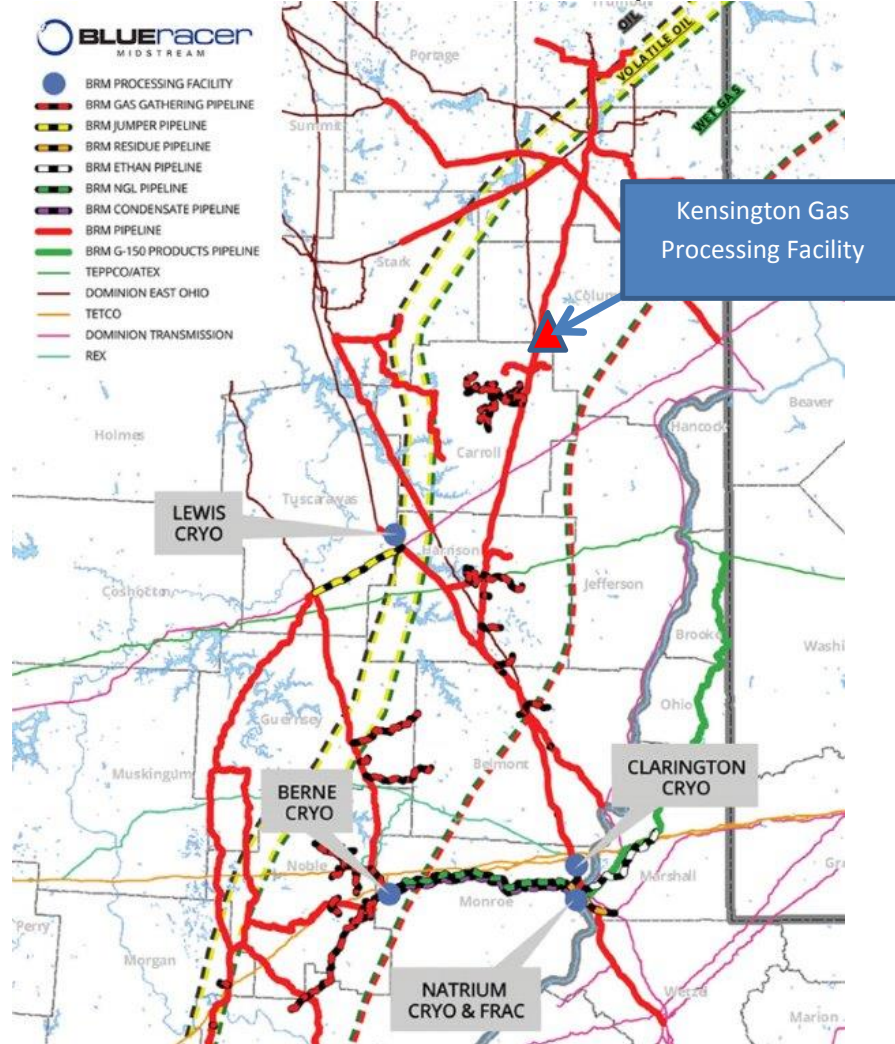 BLUERACER
MIDSTREAM
BRM PROCESSING FACILITY
BRM GAS GATHERING PIPELINE
BRM JUMPER PIPELINE
BRM RESIDUE PIPELINE
BRM ETHAN PIPELINE
BRM NGL PIPELINE
BRM CONDENSATE PIPELINE
BRM PIPELINE
BRM G-150 PRODUCTS PIPELINE
TEPPCO/ATEX
DOMINION EAST OHIO
TETCO
DOMINION TRANSMISSION
REX
OIL
VOLATILE OIL
WET GAS
Portage
Summit
Kensington Gas
Processing Facility
Stark
Colum
Beaver
Hancock
Holmes
Carroll
Tuscarawas
LEWIS
CRYO
Harrison
Coshocton
Jefferson
Brooke
Washi
Ohio
Guernsey
Muskingum
Belmont
CLARINGTON
CRYO
BERNE
CRYO
Noble
Marshall
Gr
Monroe
Perry
Morgan
NATRIUM
CRYO & FRAC
Wetzel
Marion